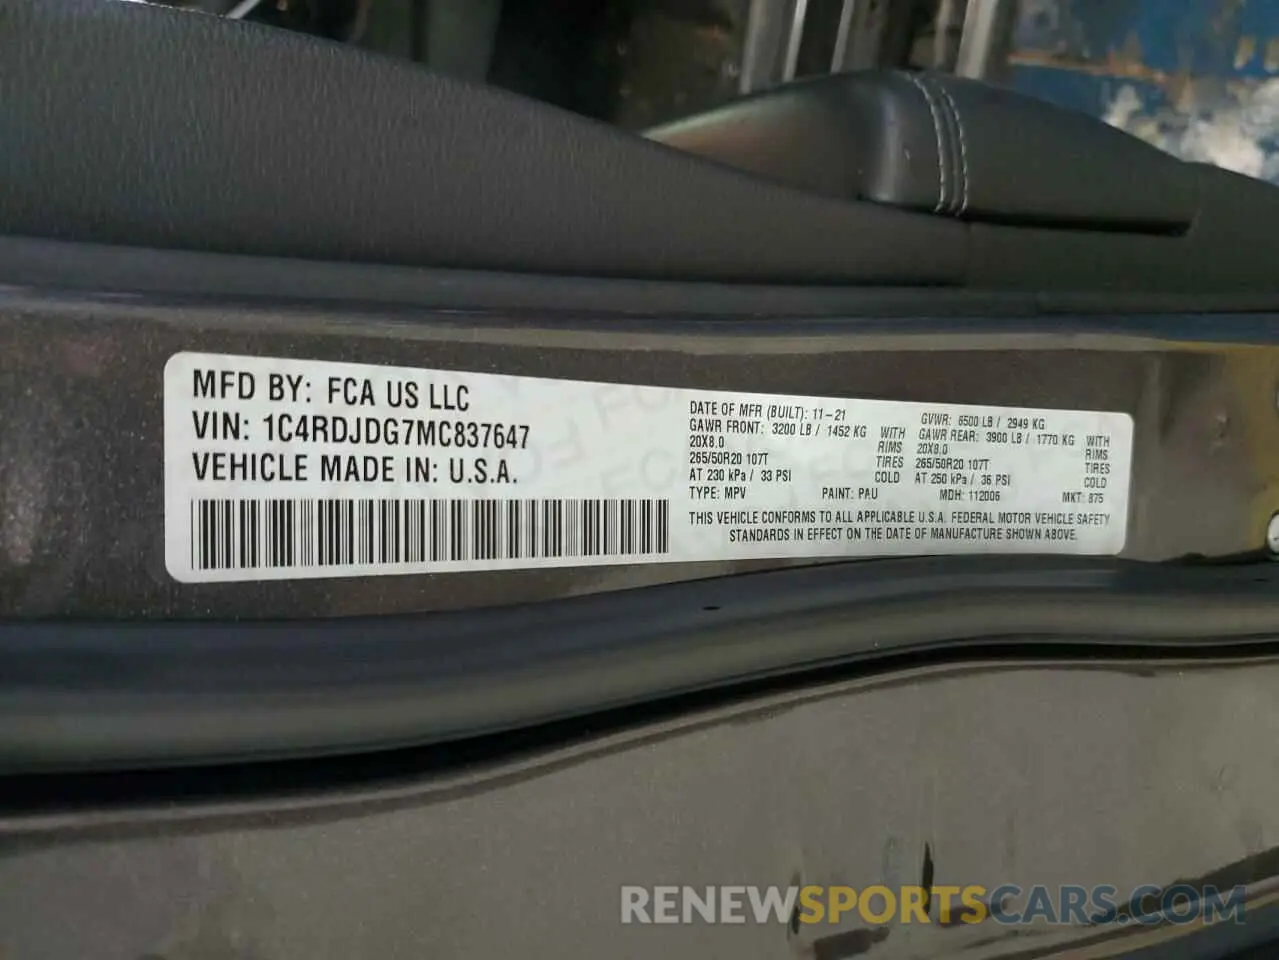 MFD BY: FCA US LLC
VIN: 1C4RDJDG7MC837647
VEHICLE MADE IN: U.S.A.
DATE OF MFR (BUILT): 11-21 GVWR: 6500 LB / 2949 KG
GAWR FRONT: 3200 LB / 1452 KG WITH GAWR REAR: 3900 LB / 1770 KG WITH
20X8.0 RIMS 20X8.0 RIMS
265/50R20 107T TIRES 265/50R20 107T TIRES
AT 230 kPa / 33 PSI COLD AT 250 kPa / 36 PSI COLD
TYPE: MPV PAINT: PAU MDH: 112006 MKT: 875
THIS VEHICLE CONFORMS TO ALL APPLICABLE U.S.A. FEDERAL MOTOR VEHICLE SAFETY
STANDARDS IN EFFECT ON THE DATE OF MANUFACTURE SHOWN ABOVE.
RENEWSPORTSCARS.COM